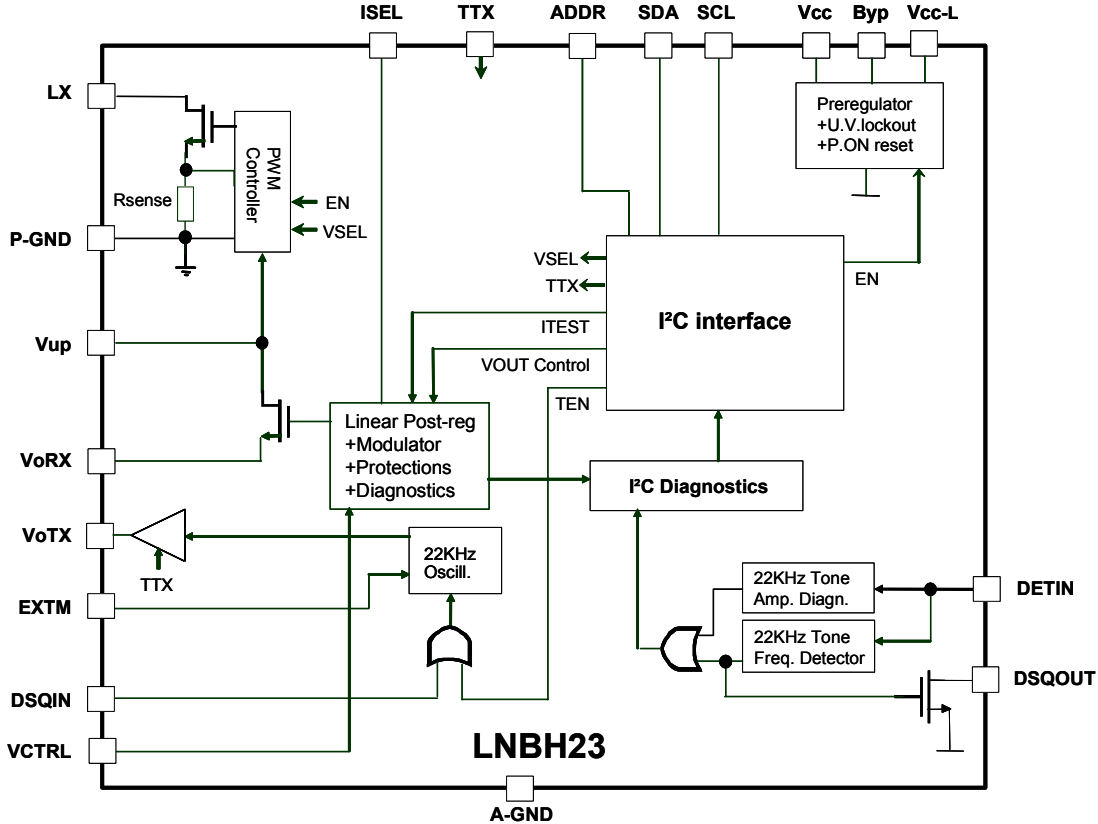 ISEL TTX ADDR SDA SCL Vcc Byp Vcc-L
LX
Preregulator
+U.V.lockout
+P.ON reset
PWM
Controller
Rsense
EN
VSEL
P-GND
VSEL
TTX
EN
I²C interface
ITEST
Vup
VOUT Control
TEN
Linear Post-reg
+Modulator
+Protections
+Diagnostics
VoRX
I²C Diagnostics
VoTX
TTX
22KHz
Oscill.
EXTM
22KHz Tone
Amp. Diagn.
DETIN
22KHz Tone
Freq. Detector
DSQOUT
DSQIN
VCTRL
LNBH23
A-GND